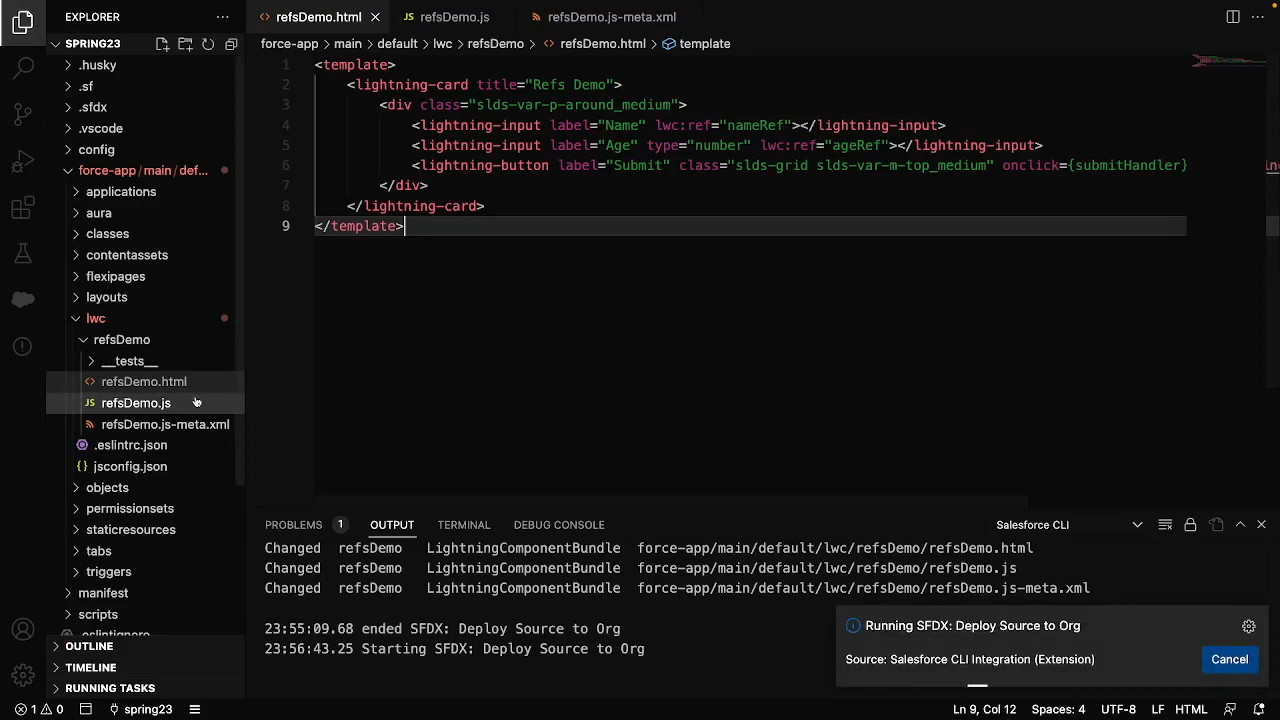 EXPLORER
SPRING23
.husky
.sf
.sfdx
.vscode
config
force-app / main / def...
applications
aura
classes
contentassets
flexipages
layouts
lwc
refsDemo
__tests__
refsDemo.html
refsDemo.js
refsDemo.js-meta.xml
.eslintrc.json
jsconfig.json
objects
permissionsets
staticresources
tabs
triggers
manifest
scripts
.eslintignore
OUTLINE
TIMELINE
RUNNING TASKS
refsDemo.html
refsDemo.js
refsDemo.js-meta.xml
force-app > main > default > lwc > refsDemo > refsDemo.html > template
1 <template>
2 <lightning-card title="Refs Demo">
3 <div class="slds-var-p-around_medium">
4 <lightning-input label="Name" lwc:ref="nameRef"></lightning-input>
5 <lightning-input label="Age" type="number" lwc:ref="ageRef"></lightning-input>
6 <lightning-button label="Submit" class="slds-grid slds-var-m-top_medium" onclick={submitHandler}
7 </div>
8 </lightning-card>
9 </template>
PROBLEMS 1 OUTPUT TERMINAL DEBUG CONSOLE Salesforce CLI
Changed refsDemo LightningComponentBundle force-app/main/default/lwc/refsDemo/refsDemo.html
Changed refsDemo LightningComponentBundle force-app/main/default/lwc/refsDemo/refsDemo.js
Changed refsDemo LightningComponentBundle force-app/main/default/lwc/refsDemo/refsDemo.js-meta.xml
23:55:09.68 ended SFDX: Deploy Source to Org
23:56:43.25 Starting SFDX: Deploy Source to Org
Running SFDX: Deploy Source to Org
Source: Salesforce CLI Integration (Extension)
Cancel
1 0 spring23
Ln 9, Col 12 Spaces: 4 UTF-8 LF HTML